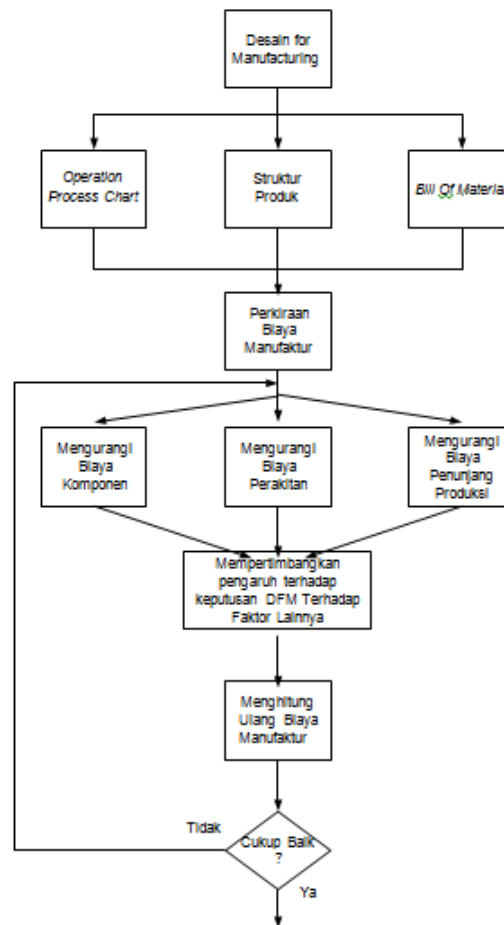 Desain for
Manufacturing
Operation
Process Chart
Struktur
Produk
Bill Of Materia
Perkiraan
Biaya
Manufaktur
Mengurangi
Biaya
Komponen
Mengurangi
Biaya
Perakitan
Mengurangi
Biaya
Penunjang
Produksi
Mempertimbangkan
pengaruh terhadap
keputusan DFM Terhadap
Faktor Lainnya
Menghitung
Ulang Biaya
Manufaktur
Tidak
Cukup Baik
?
Ya